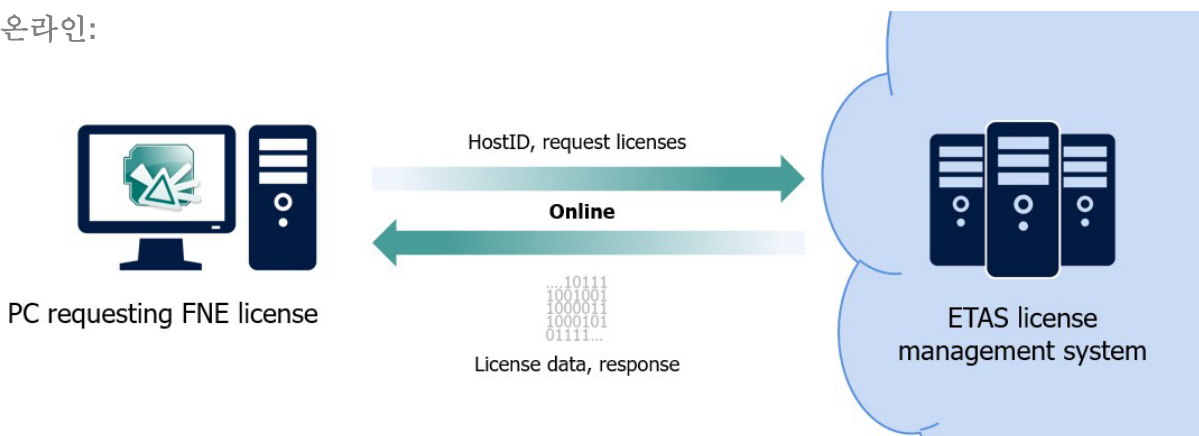 온라인:
HostID, request licenses
Online
....10111
1001001
1000011
1000101
01111...
License data, response
PC requesting FNE license
ETAS license
management system